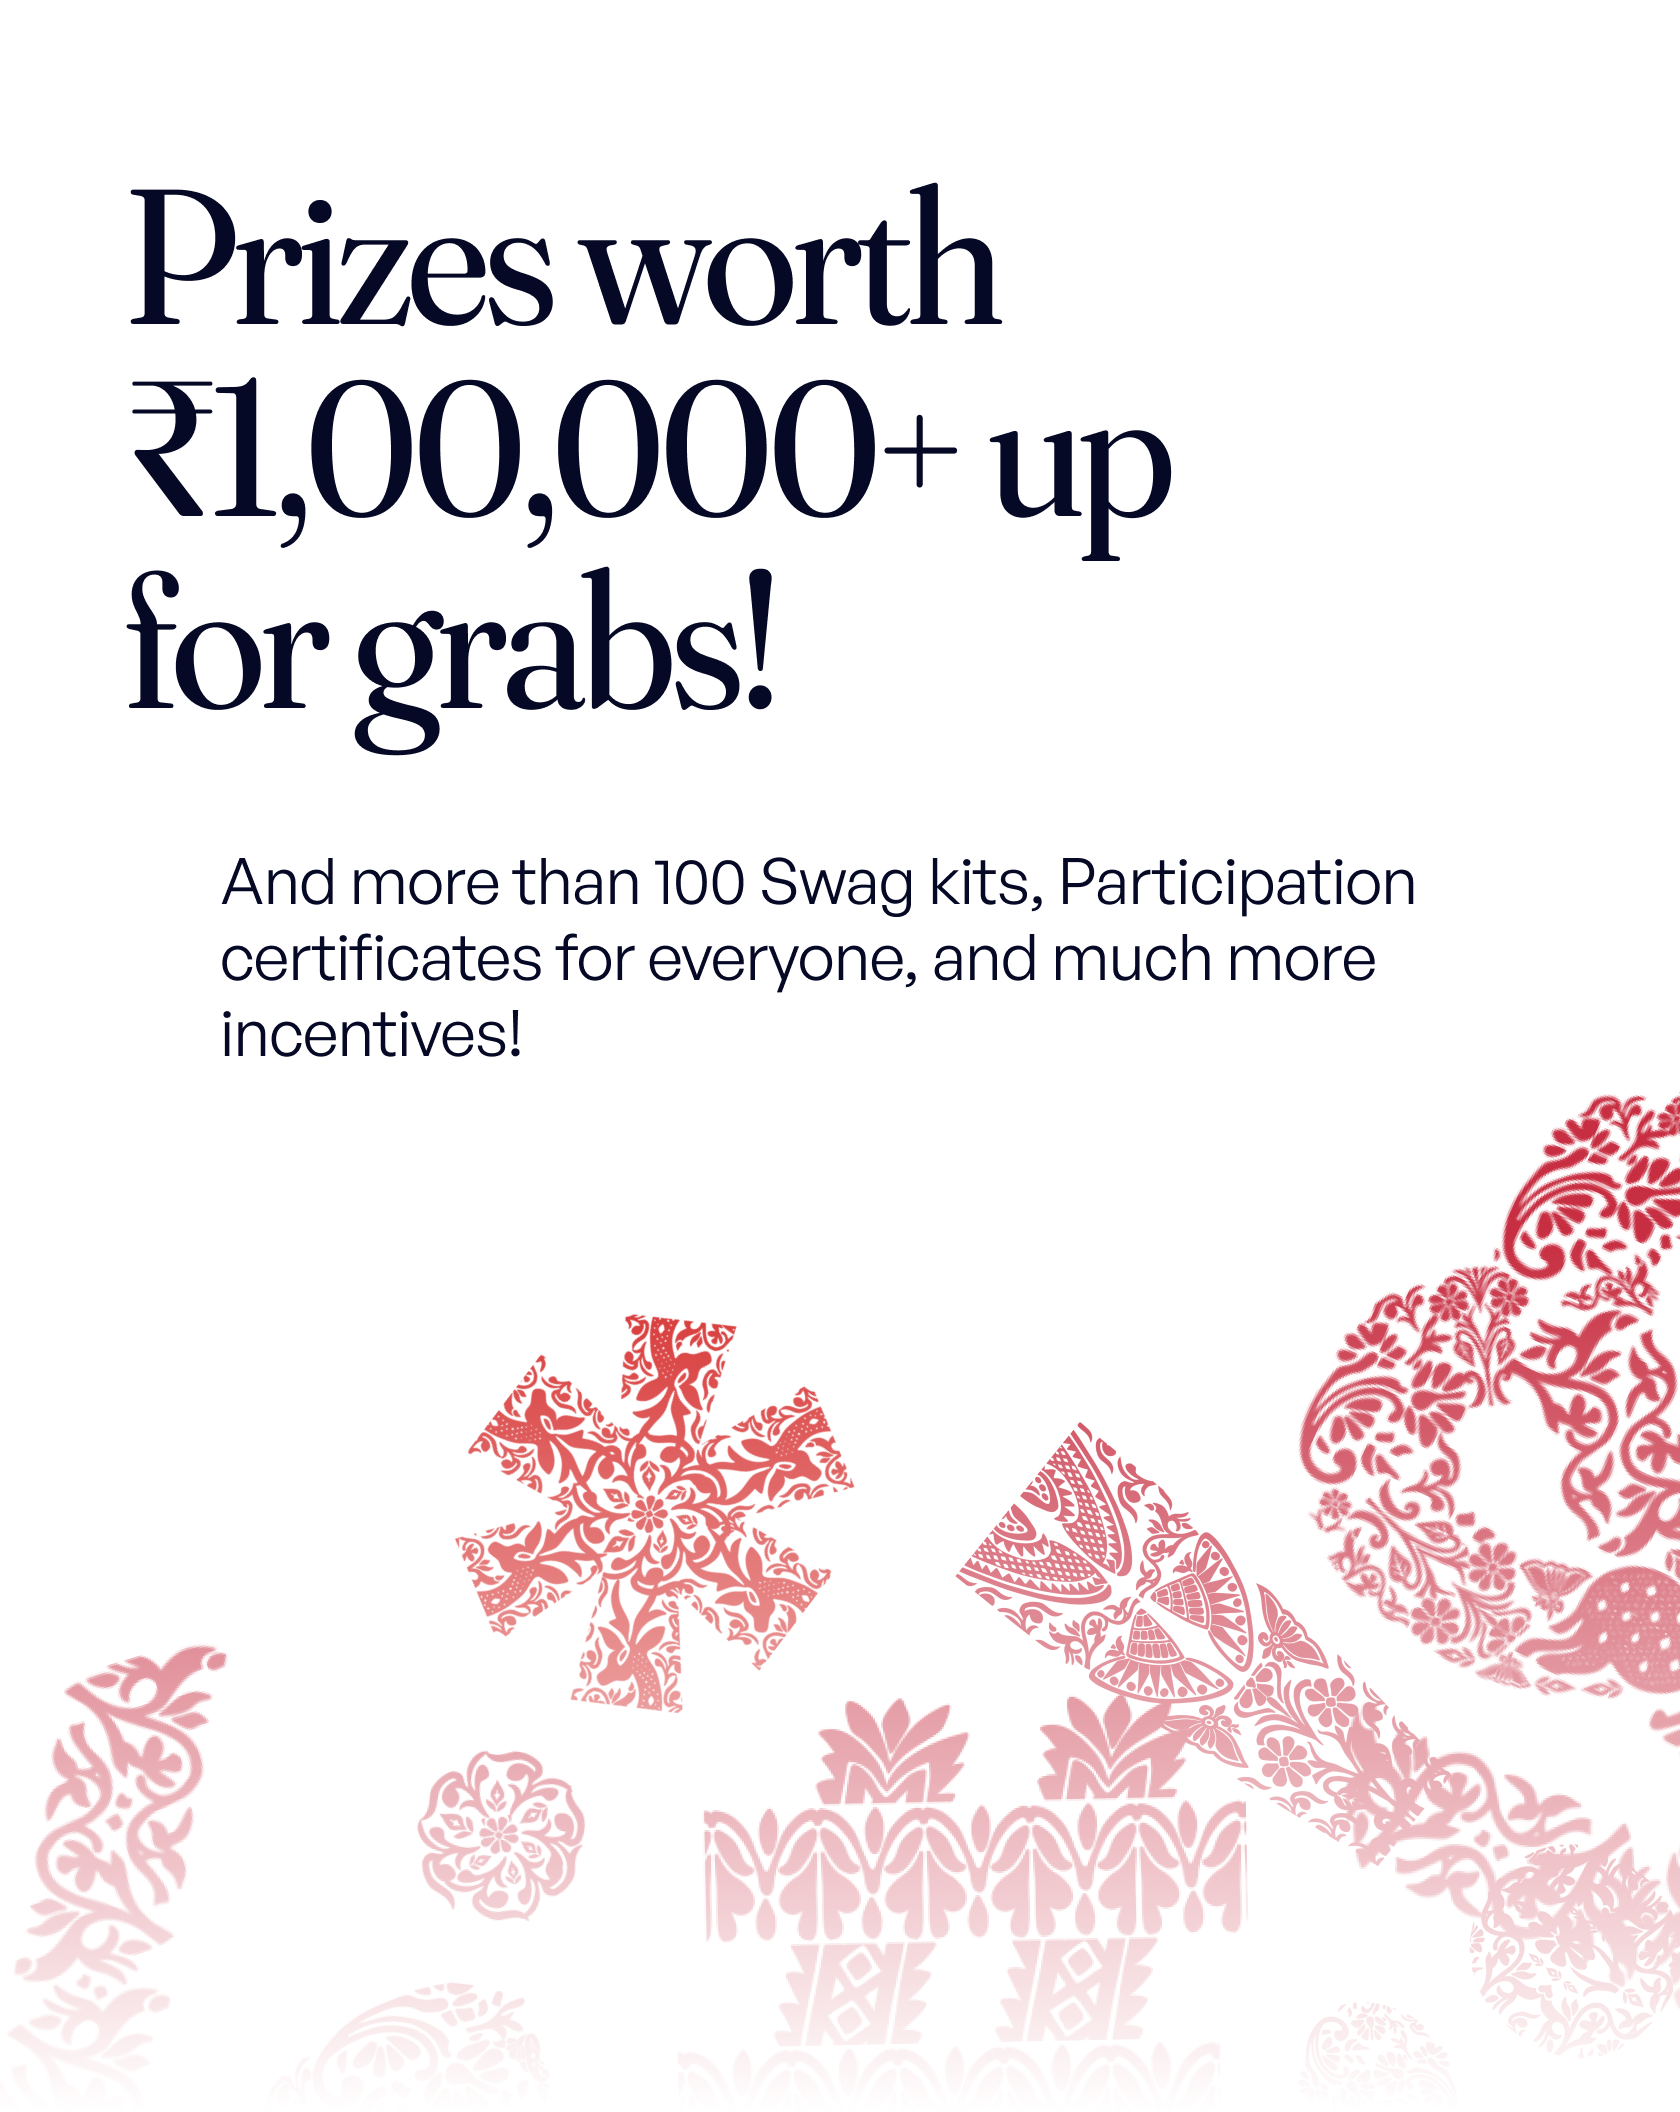 Prizes worth
₹1,00,000+ up
for grabs!
And more than 100 Swag kits, Participation
certificates for everyone, and much more
incentives!